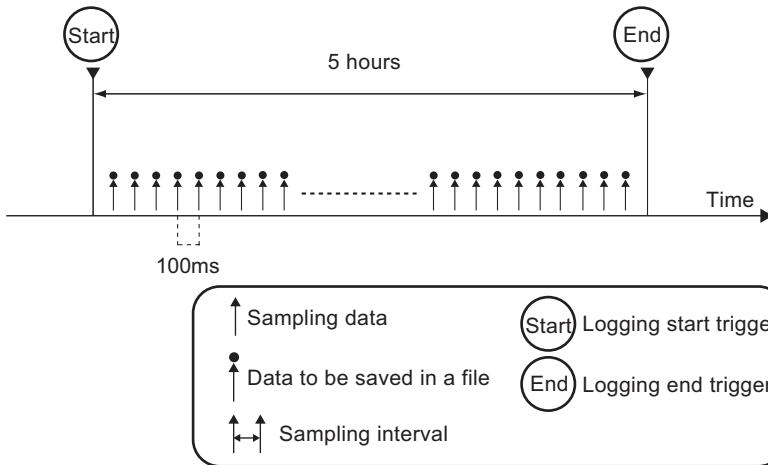 Start
End
5 hours
Time
100ms
Sampling data
Start
Logging start trigge
Data to be saved in a file
End
Logging end trigger
Sampling interval